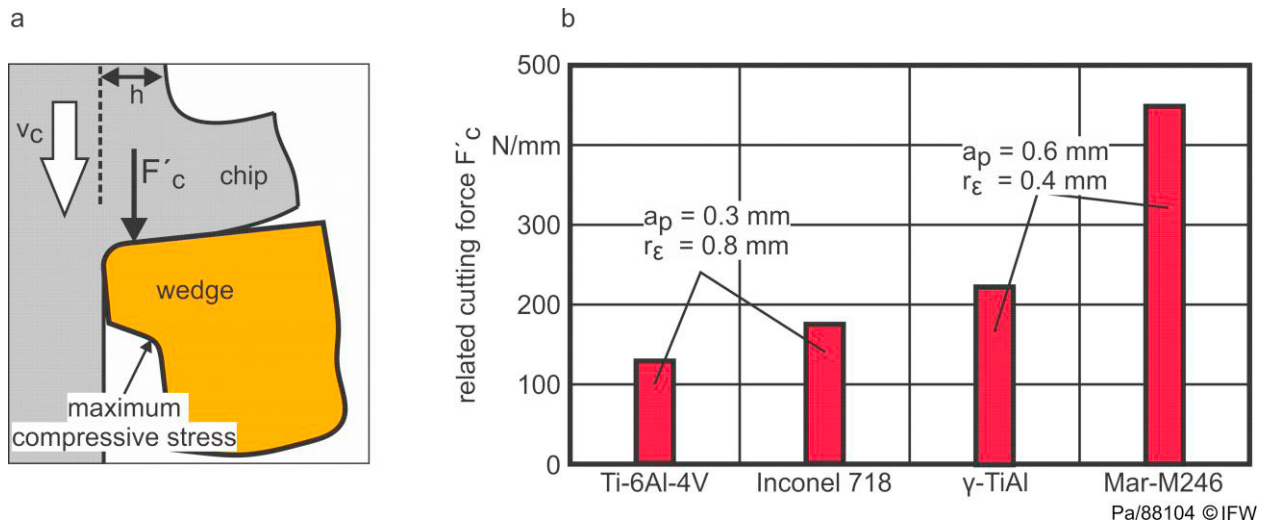 a
h
vc
F´c
chip
wedge
maximum
compressive stress
b
related cutting force F´c
500
N/mm
300
200
100
0
ap = 0.3 mm
rε = 0.8 mm
ap = 0.6 mm
rε = 0.4 mm
Ti-6Al-4V
Inconel 718
γ-TiAl
Mar-M246
Pa/88104 ©IFW